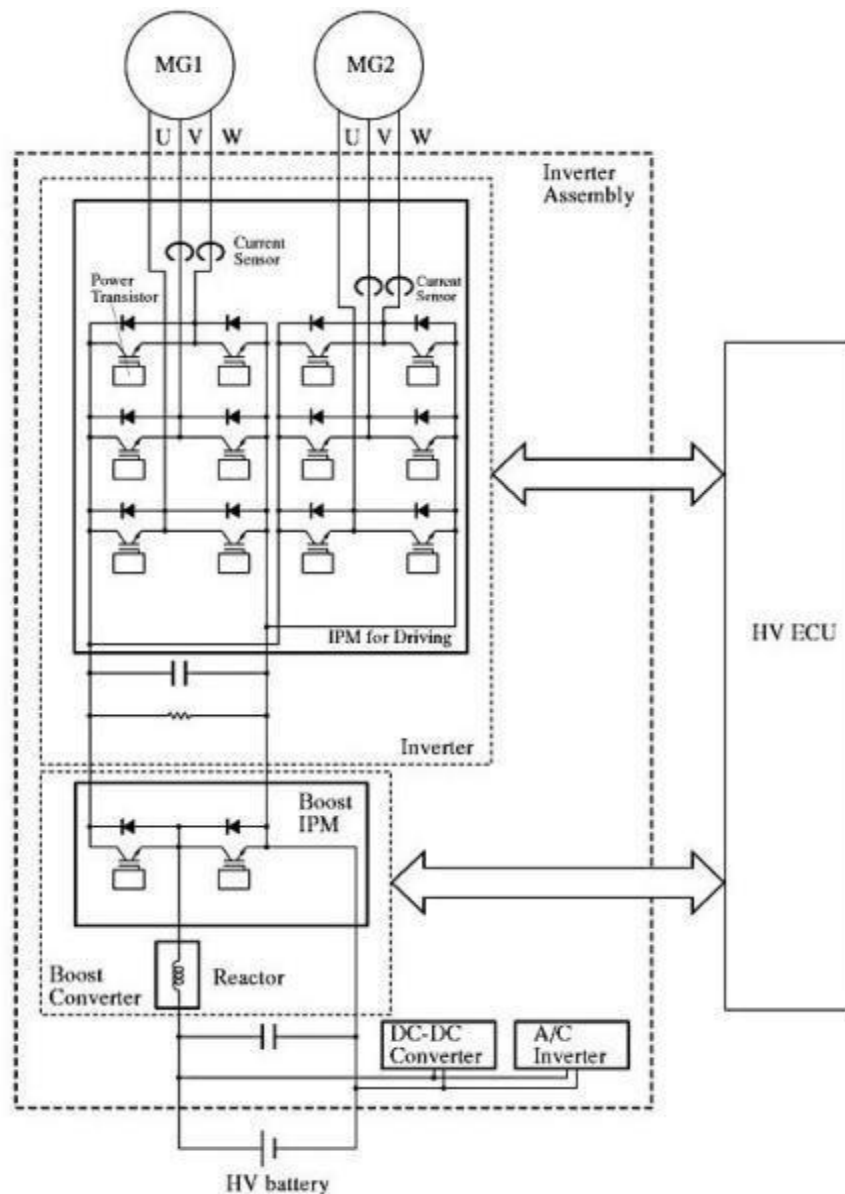 MG1
MG2
U V W
U V W
Inverter
Assembly
Current
Sensor
Power
Transistor
Current
Sensor
IPM for Driving
HV ECU
Inverter
Boost
IPM
Boost
Converter
Reactor
DC-DC
Converter
A/C
Inverter
HV battery